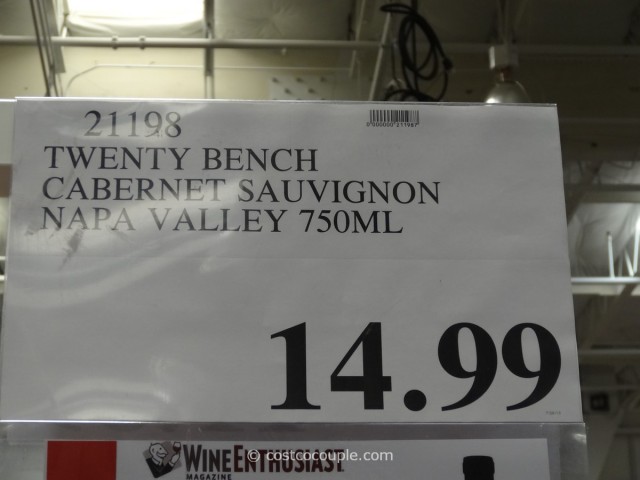 21198
TWENTY BENCH
CABERNET SAUVIGNON
NAPA VALLEY 750ML
14.99
WINE ENTHUSIAST
MAGAZINE
© costcocouple.com